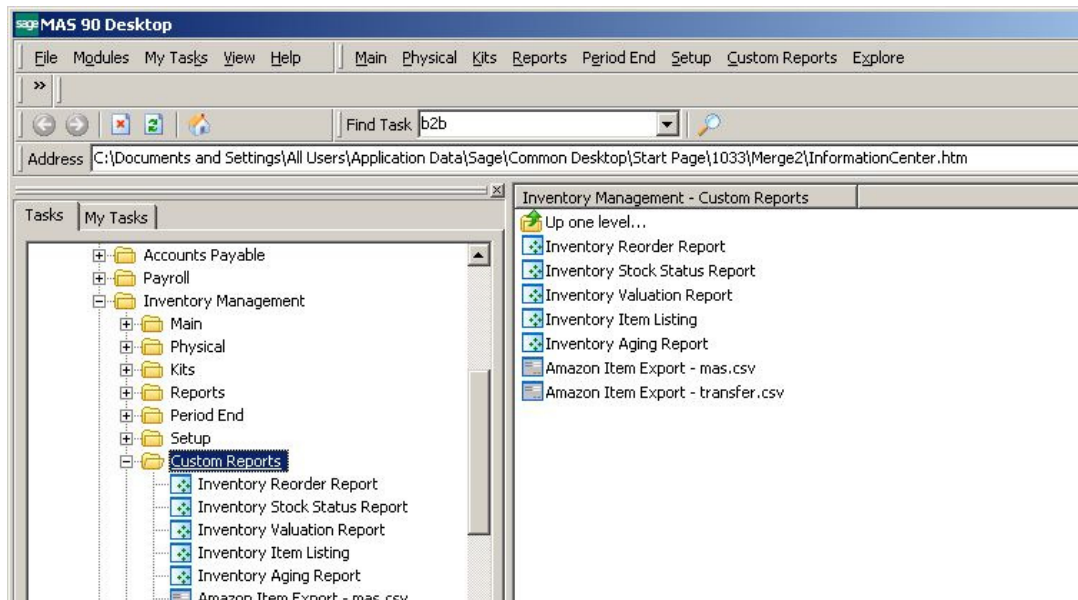 sage MAS 90 Desktop
File Modules My Tasks View Help Main Physical Kits Reports Period End Setup Custom Reports Explore
»
Find Task b2b
Address C:\Documents and Settings\All Users\Application Data\Sage\Common Desktop\Start Page\1033\Merge2\InformationCenter.htm
Tasks My Tasks
Accounts Payable
Payroll
Inventory Management
Main
Physical
Kits
Reports
Period End
Setup
Custom Reports
Inventory Reorder Report
Inventory Stock Status Report
Inventory Valuation Report
Inventory Item Listing
Inventory Aging Report
Amazon Item Export - mas.csv
Inventory Management - Custom Reports
Up one level...
Inventory Reorder Report
Inventory Stock Status Report
Inventory Valuation Report
Inventory Item Listing
Inventory Aging Report
Amazon Item Export - mas.csv
Amazon Item Export - transfer.csv